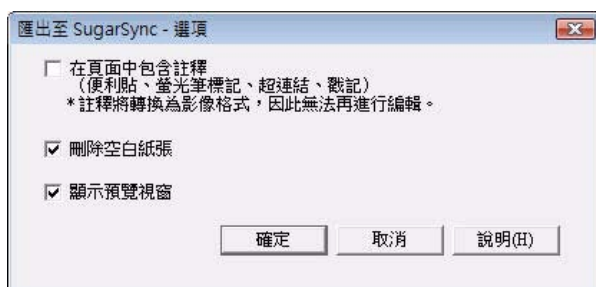 匯出至 SugarSync - 選項
在頁面中包含註釋
（便利貼、螢光筆標記、超連結、戳記）
*註釋將轉換為影像格式，因此無法再進行編輯。
刪除空白紙張
顯示預覽視窗
確定 取消 說明(H)